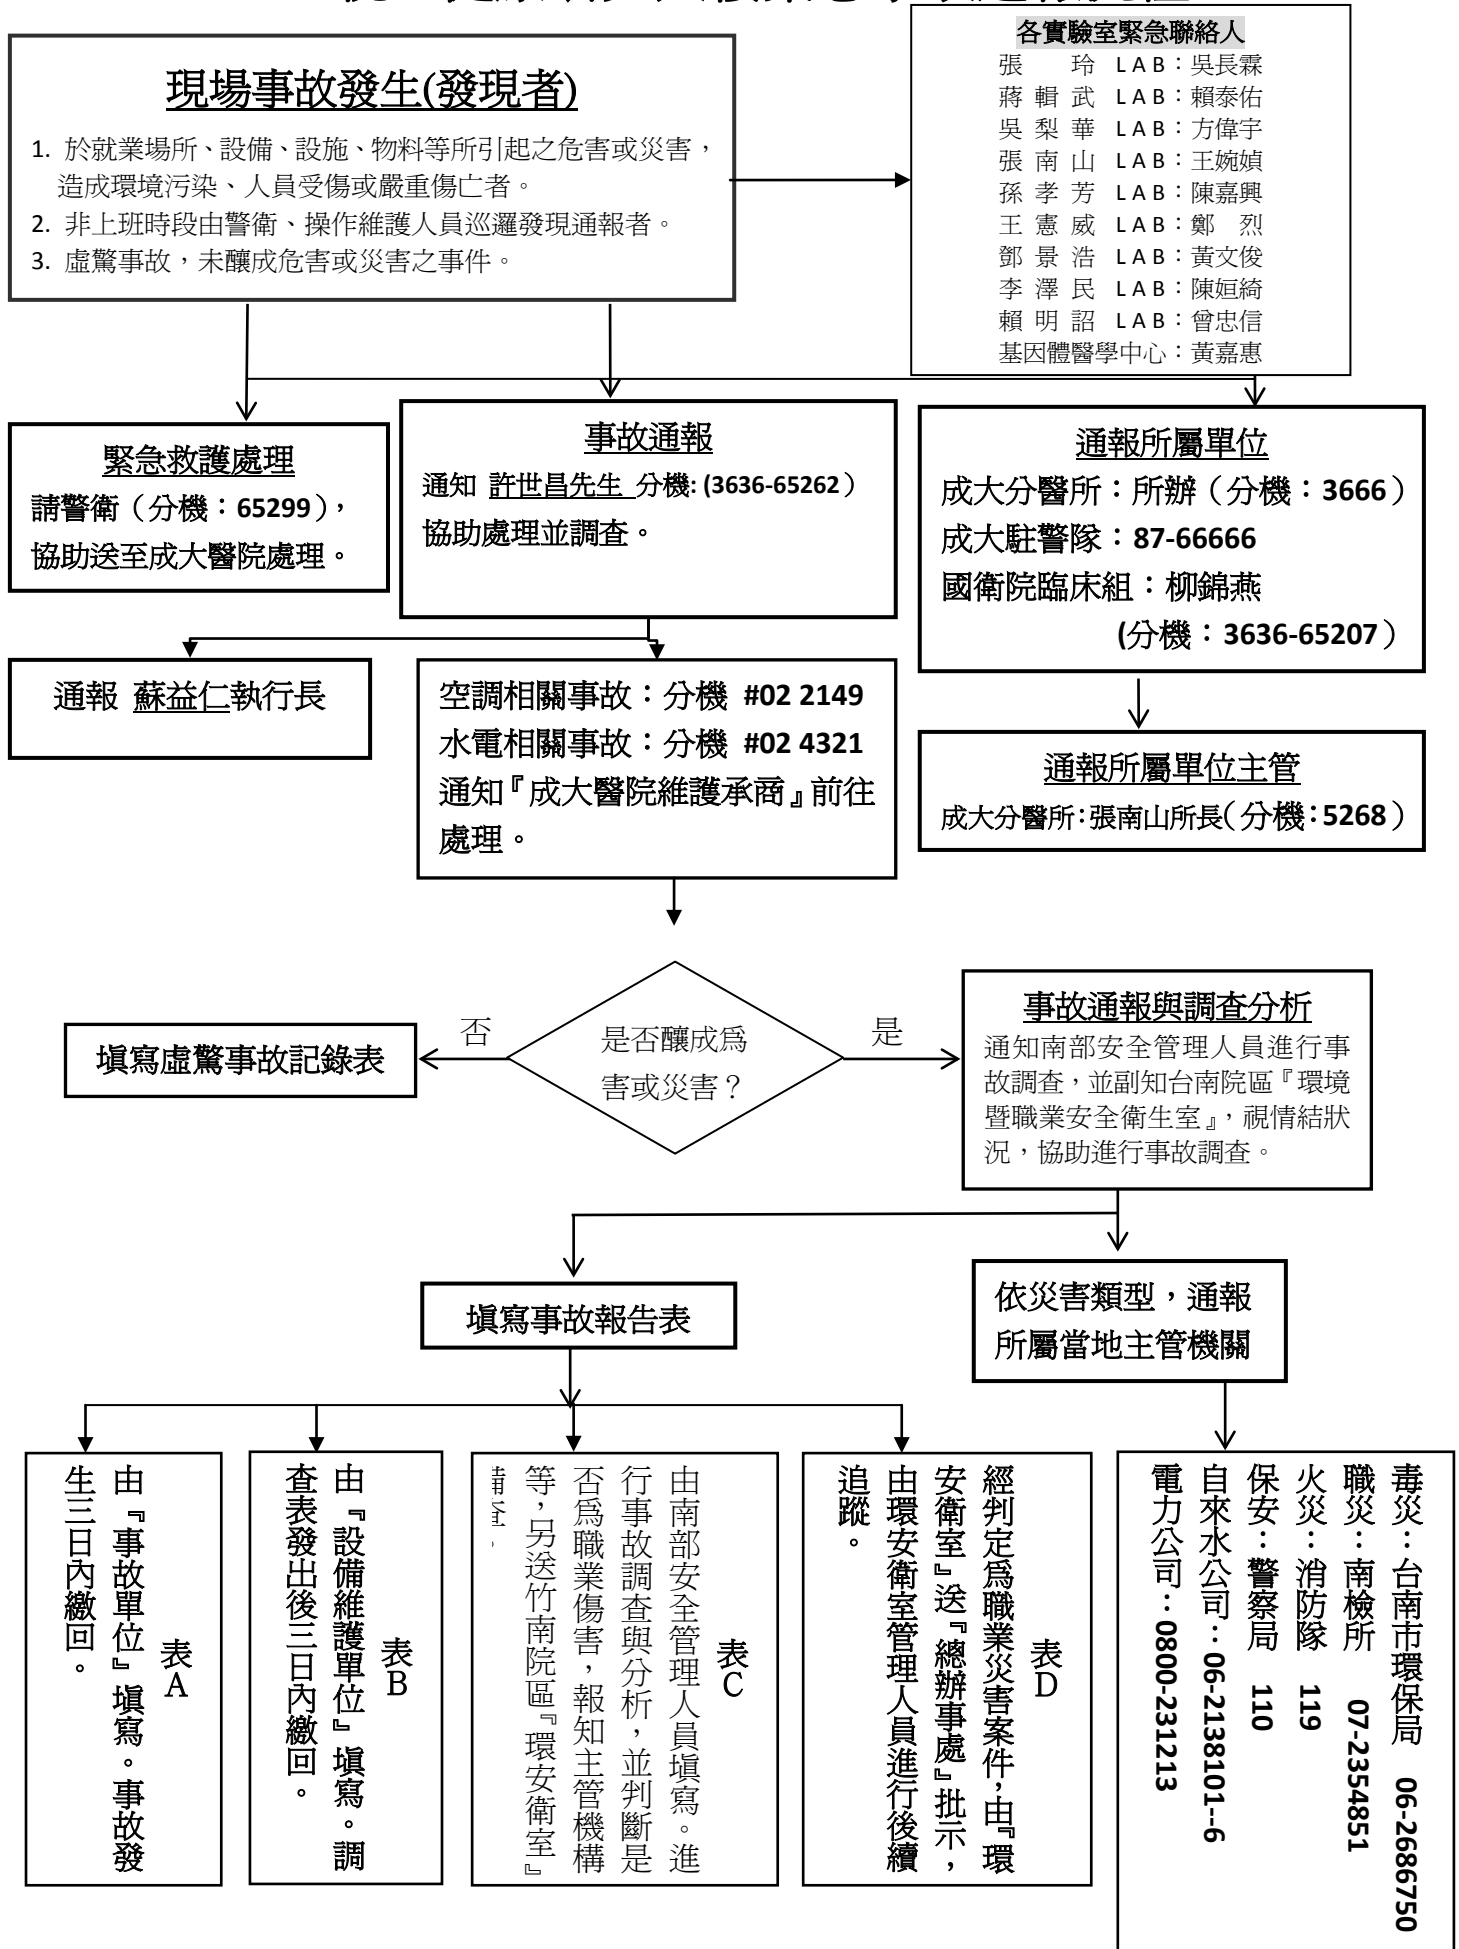 各實驗室緊急聯絡人
張　玲 LAB：吳長霖
蔣輯武 LAB：賴泰佑
吳梨華 LAB：方偉宇
張南山 LAB：王婉媜
孫孝芳 LAB：陳嘉興
王憲威 LAB：鄭　烈
鄧景浩 LAB：黃文俊
李澤民 LAB：陳姮綺
賴明詔 LAB：曾忠信
基因體醫學中心：黃嘉惠
現場事故發生(發現者)
1. 於就業場所、設備、設施、物料等所引起之危害或災害，
造成環境污染、人員受傷或嚴重傷亡者。
2. 非上班時段由警衛、操作維護人員巡邏發現通報者。
3. 虛驚事故，未釀成危害或災害之事件。
緊急救護處理
請警衛（分機：65299），
協助送至成大醫院處理。
事故通報
通知 許世昌先生 分機: (3636-65262）
協助處理並調查。
通報所屬單位
成大分醫所：所辦（分機：3666）
成大駐警隊：87-66666
國衛院臨床組：柳錦燕
(分機：3636-65207）
通報 蘇益仁執行長
空調相關事故：分機 #02 2149
水電相關事故：分機 #02 4321
通知『成大醫院維護承商』前往
處理。
通報所屬單位主管
成大分醫所：張南山所長（分機：5268）
是否釀成為
害或災害？
否
是
填寫虛驚事故記錄表
事故通報與調查分析
通知南部安全管理人員進行事
故調查，並副知台南院區『環境
暨職業安全衛生室』，視情結狀
況，協助進行事故調查。
填寫事故報告表
依災害類型，通報
所屬當地主管機關
表A
由『事故單位』填寫。事故發
生三日內繳回。
表B
由『設備維護單位』填寫。調
查表發出後三日內繳回。
表C
由南部安全管理人員填寫。進
行事故調查與分析，並判斷是
否為職業傷害，報知主管機構
等，另送竹南院區『環安衛室』
備查。
表D
經判定為職業災害案件，由『環
安衛室』送『總辦事處』批示，
由環安衛室管理人員進行後續
追蹤。
毒災：台南市環保局 06-2686750
職災：南檢所 07-2354851
火災：消防隊 119
保安：警察局 110
自來水公司：06-2138101--6
電力公司：0800-231213